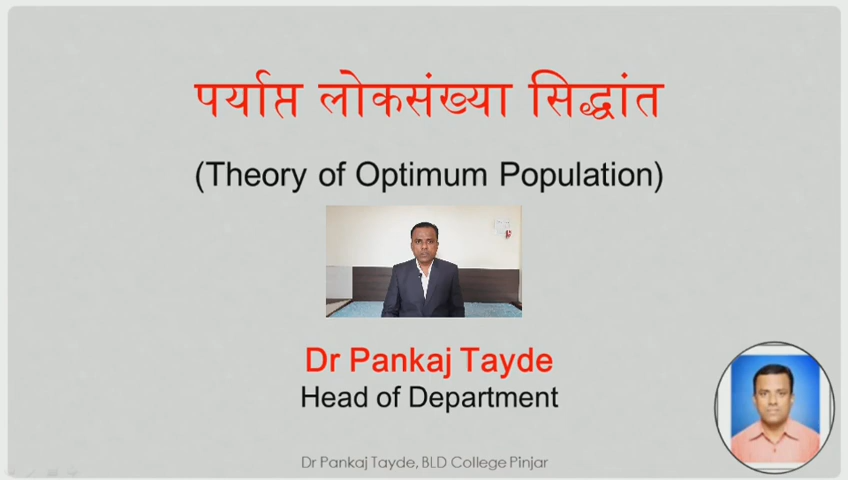 पर्याप्त लोकसंख्या सिद्धांत
(Theory of Optimum Population)
Dr Pankaj Tayde
Head of Department
Dr Pankaj Tayde, BLD College Pinjar